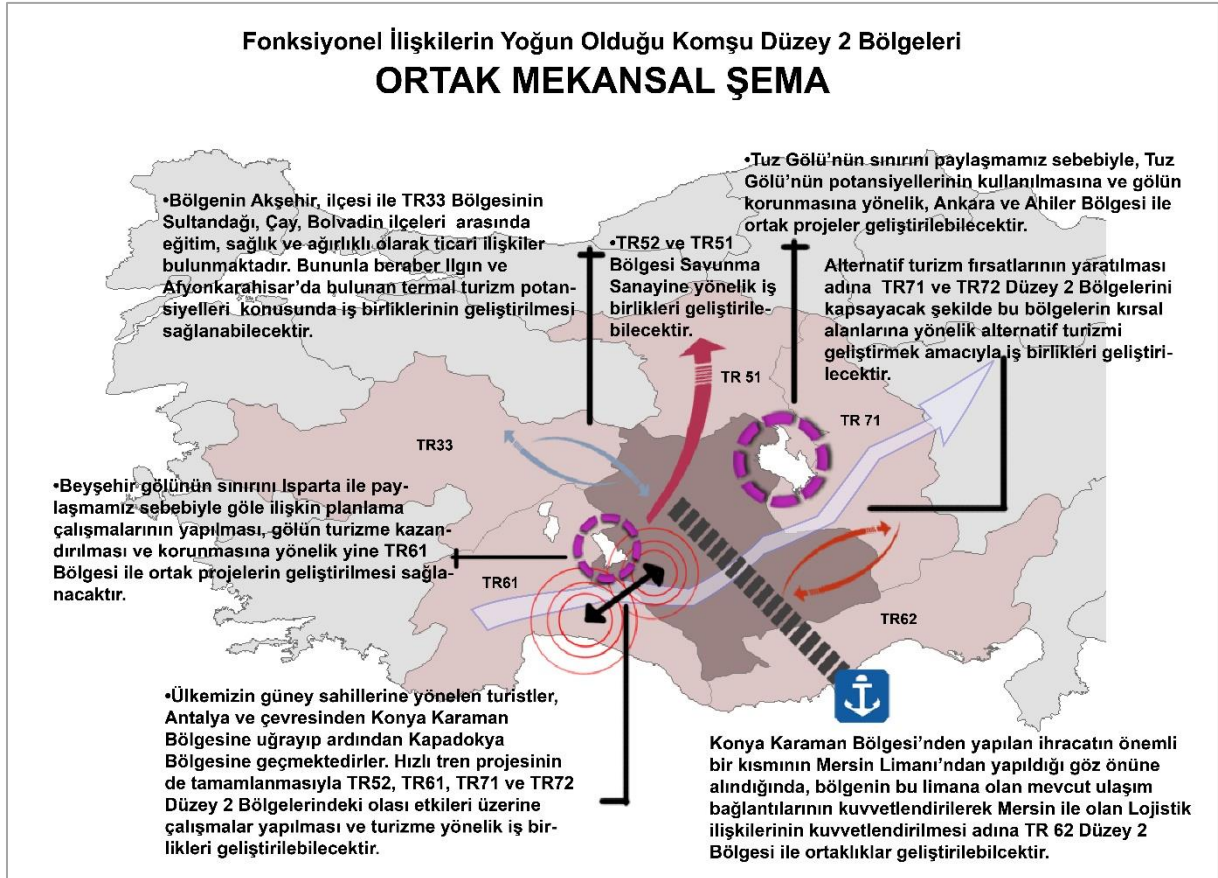 Fonksiyonel İlişkilerin Yoğun Olduğu Komşu Düzey 2 Bölgeleri
ORTAK MEKANSAL ŞEMA
•Bölgenin Akşehir, ilçesi ile TR33 Bölgesinin
Sultandağı, Çay, Bolvadin ilçeleri arasında
eğitim, sağlık ve ağırlıklı olarak ticari ilişkiler
bulunmaktadır. Bununla beraber Ilgın ve
Afyonkarahisar'da bulunan termal turizm potan-
siyelleri konusunda iş birliklerinin geliştirilmesi
sağlanabilecektir.
•TR52 ve TR51
Bölgesi Savunma
Sanayine yönelik iş
birlikleri geliştirile-
bilecektir.
•Tuz Gölü'nün sınırını paylaşmamız sebebiyle, Tuz
Gölü'nün potansiyellerinin kullanılmasına ve gölün
korunmasına yönelik, Ankara ve Ahiler Bölgesi ile
ortak projeler geliştirilebilecektir.
Alternatif turizm fırsatlarının yaratılması
adına TR71 ve TR72 Düzey 2 Bölgelerini
kapsayacak şekilde bu bölgelerin kırsal
alanlarına yönelik alternatif turizmi
geliştirmek amacıyla iş birlikleri geliştiri-
lecektir.
TR 51
TR 71
TR33
•Beyşehir gölünün sınırını Isparta ile pay-
laşmamız sebebiyle göle ilişkin planlama
çalışmalarının yapılması, gölün turizme kazan-
dırılması ve korunmasına yönelik yine TR61
Bölgesi ile ortak projelerin geliştirilmesi sağla-
nacaktır.
TR61
TR62
•Ülkemizin güney sahillerine yönelen turistler,
Antalya ve çevresinden Konya Karaman
Bölgesine uğrayıp ardından Kapadokya
Bölgesine geçmektedirler. Hızlı tren projesinin
de tamamlanmasıyla TR52, TR61, TR71 ve TR72
Düzey 2 Bölgelerindeki olası etkileri üzerine
çalışmalar yapılması ve turizme yönelik iş bir-
likleri geliştirilebilecektir.
Konya Karaman Bölgesi'nden yapılan ihracatın önemli
bir kısmının Mersin Limanı'ndan yapıldığı göz önüne
alındığında, bölgenin bu limana olan mevcut ulaşım
bağlantılarının kuvvetlendirilerek Mersin ile olan Lojistik
ilişkilerinin kuvvetlendirilmesi adına TR 62 Düzey 2
Bölgesi ile ortaklıklar geliştirilebilcektir.